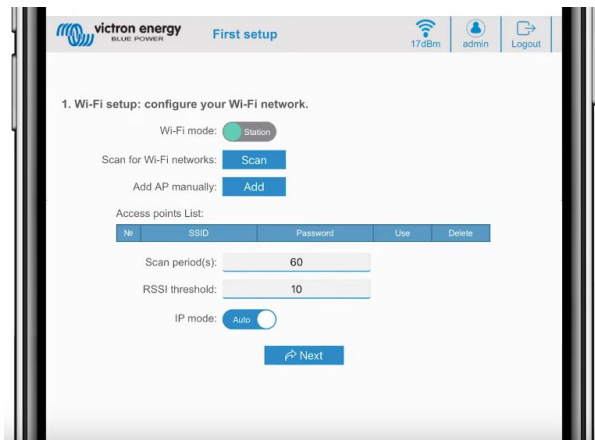 victron energy
BLUE POWER
First setup
17dBm
admin
Logout
1. Wi-Fi setup: configure your Wi-Fi network.
Wi-Fi mode: Station
Scan for Wi-Fi networks: Scan
Add AP manually: Add
Access points List:
№ SSID Password Use Delete
Scan period(s): 60
RSSI threshold: 10
IP mode: Auto
Next